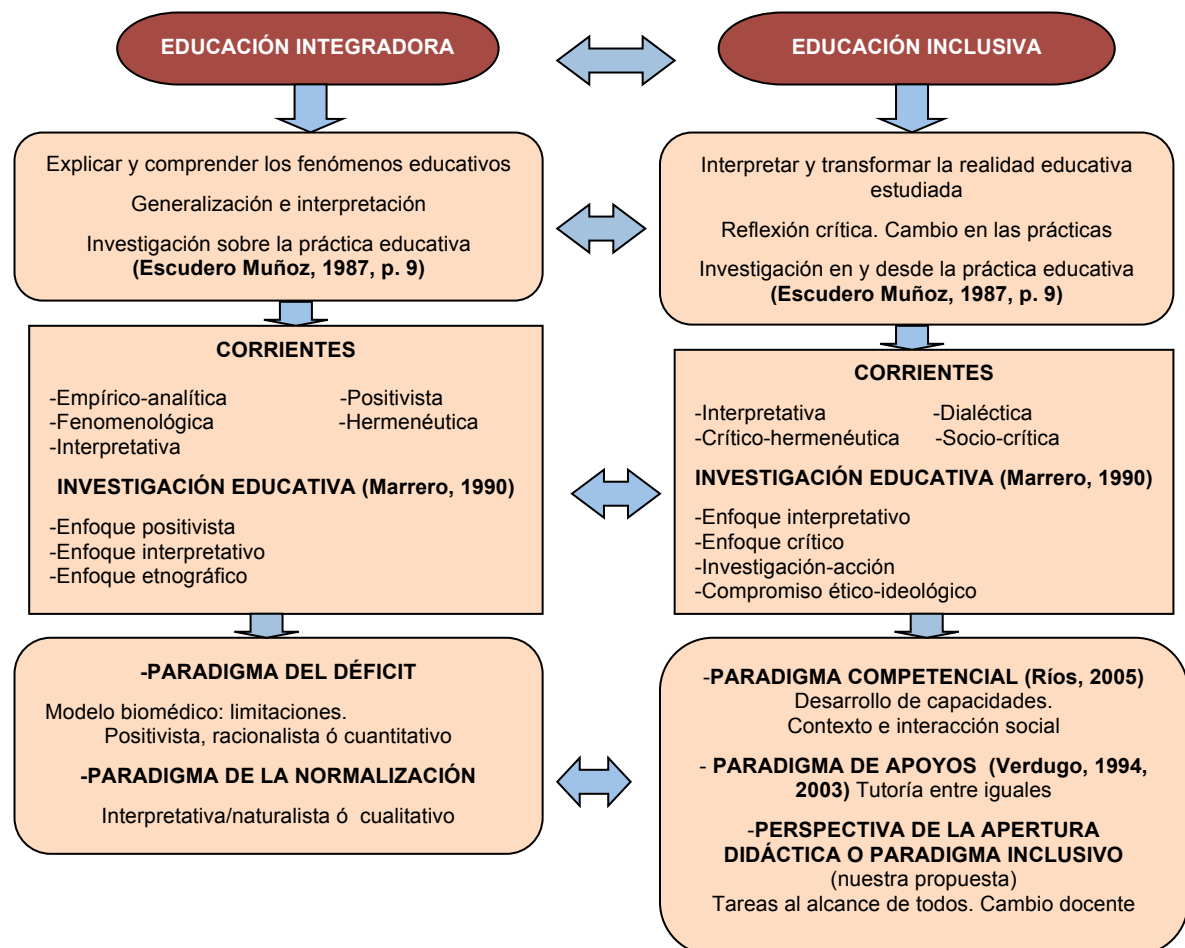 EDUCACIÓN INTEGRADORA
EDUCACIÓN INCLUSIVA
Explicar y comprender los fenómenos educativos
Generalización e interpretación
Investigación sobre la práctica educativa
(Escudero Muñoz, 1987, p. 9)
Interpretar y transformar la realidad educativa
estudiada
Reflexión crítica. Cambio en las prácticas
Investigación en y desde la práctica educativa
(Escudero Muñoz, 1987, p. 9)
CORRIENTES
-Empírico-analítica -Positivista
-Fenomenológica -Hermenéutica
-Interpretativa
INVESTIGACIÓN EDUCATIVA (Marrero, 1990)
-Enfoque positivista
-Enfoque interpretativo
-Enfoque etnográfico
CORRIENTES
-Interpretativa -Dialéctica
-Crítico-hermenéutica -Socio-crítica
INVESTIGACIÓN EDUCATIVA (Marrero, 1990)
-Enfoque interpretativo
-Enfoque crítico
-Investigación-acción
-Compromiso ético-ideológico
-PARADIGMA DEL DÉFICIT
Modelo biomédico: limitaciones.
Positivista, racionalista ó cuantitativo
-PARADIGMA DE LA NORMALIZACIÓN
Interpretativa/naturalista ó cualitativo
-PARADIGMA COMPETENCIAL (Ríos, 2005)
Desarrollo de capacidades.
Contexto e interacción social
- PARADIGMA DE APOYOS (Verdugo, 1994,
2003) Tutoría entre iguales
-PERSPECTIVA DE LA APERTURA
DIDÁCTICA O PARADIGMA INCLUSIVO
(nuestra propuesta)
Tareas al alcance de todos. Cambio docente